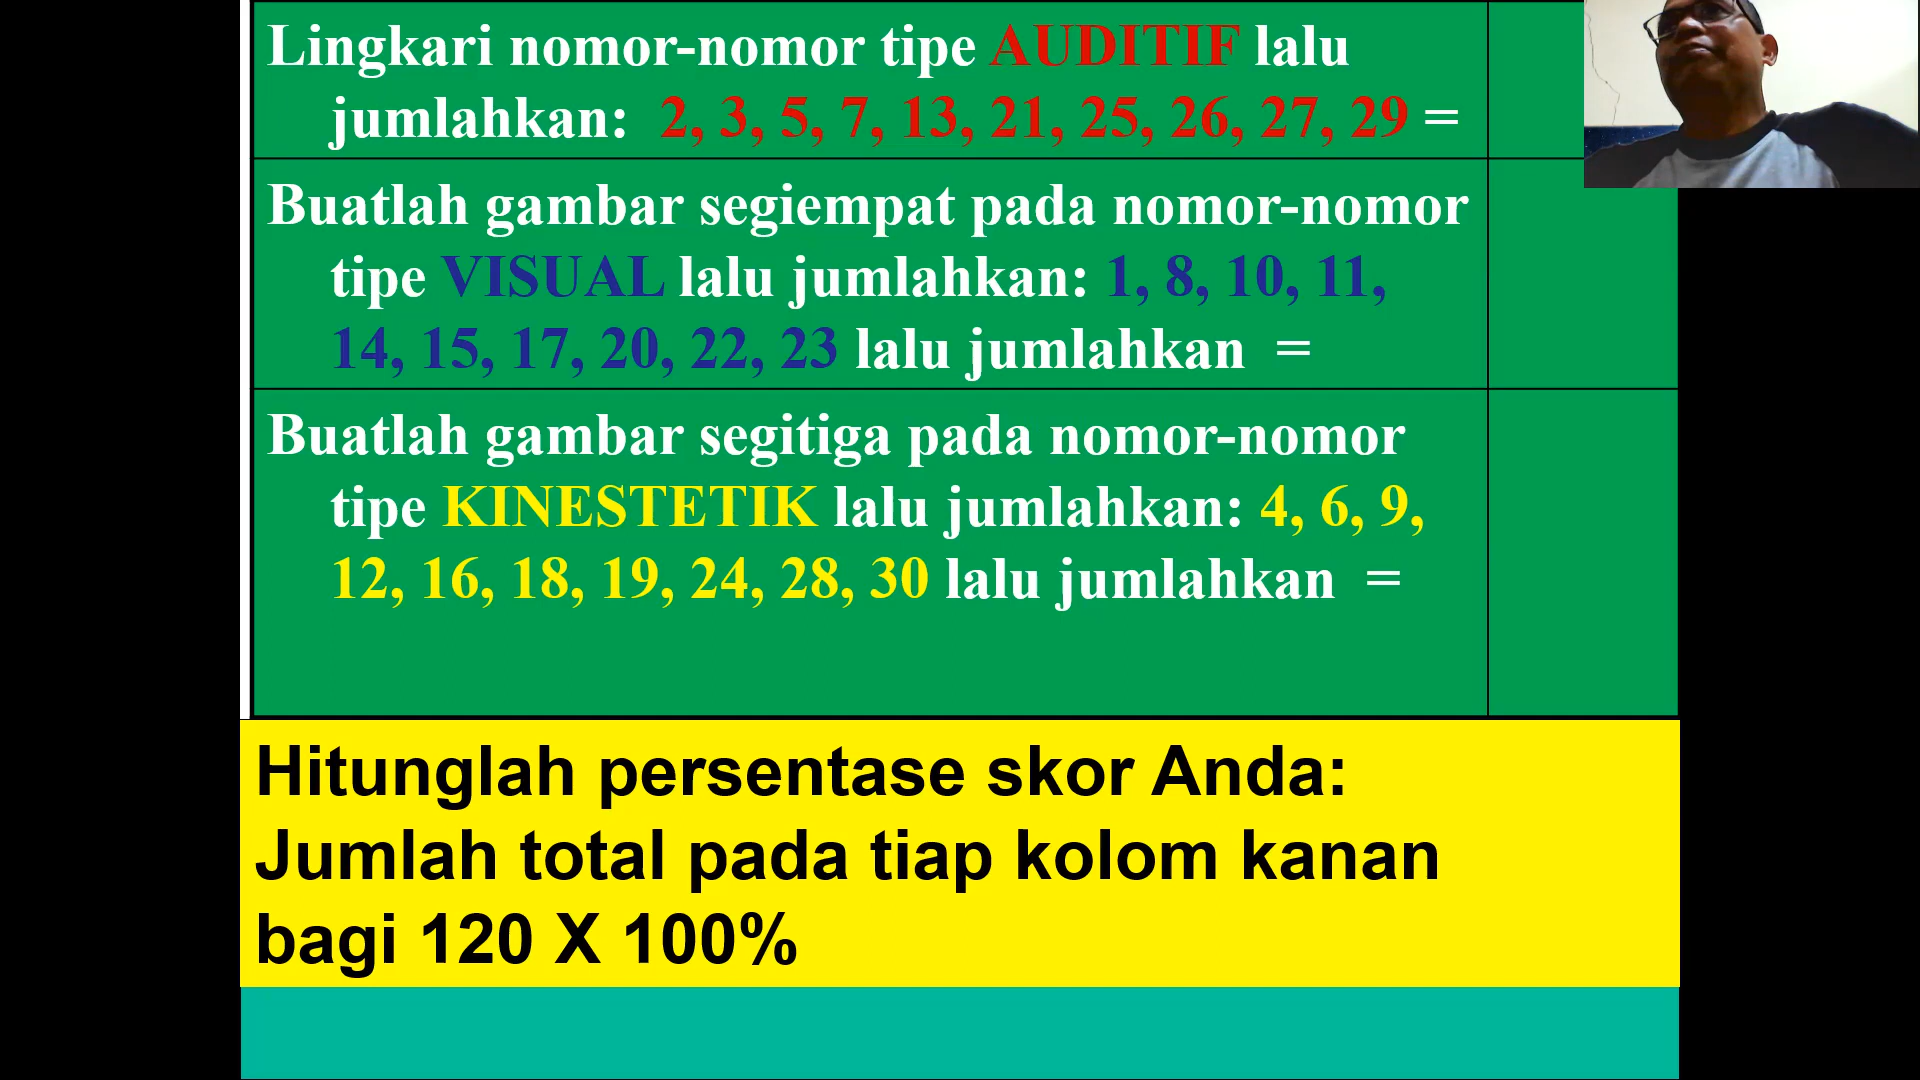 Lingkari nomor-nomor tipe AUDITIF lalu
jumlahkan: 2, 3, 5, 7, 13, 21, 25, 26, 27, 29 =
Buatlah gambar segiempat pada nomor-nomor
tipe VISUAL lalu jumlahkan: 1, 8, 10, 11,
14, 15, 17, 20, 22, 23 lalu jumlahkan =
Buatlah gambar segitiga pada nomor-nomor
tipe KINESTETIK lalu jumlahkan: 4, 6, 9,
12, 16, 18, 19, 24, 28, 30 lalu jumlahkan =
Hitunglah persentase skor Anda:
Jumlah total pada tiap kolom kanan
bagi 120 X 100%